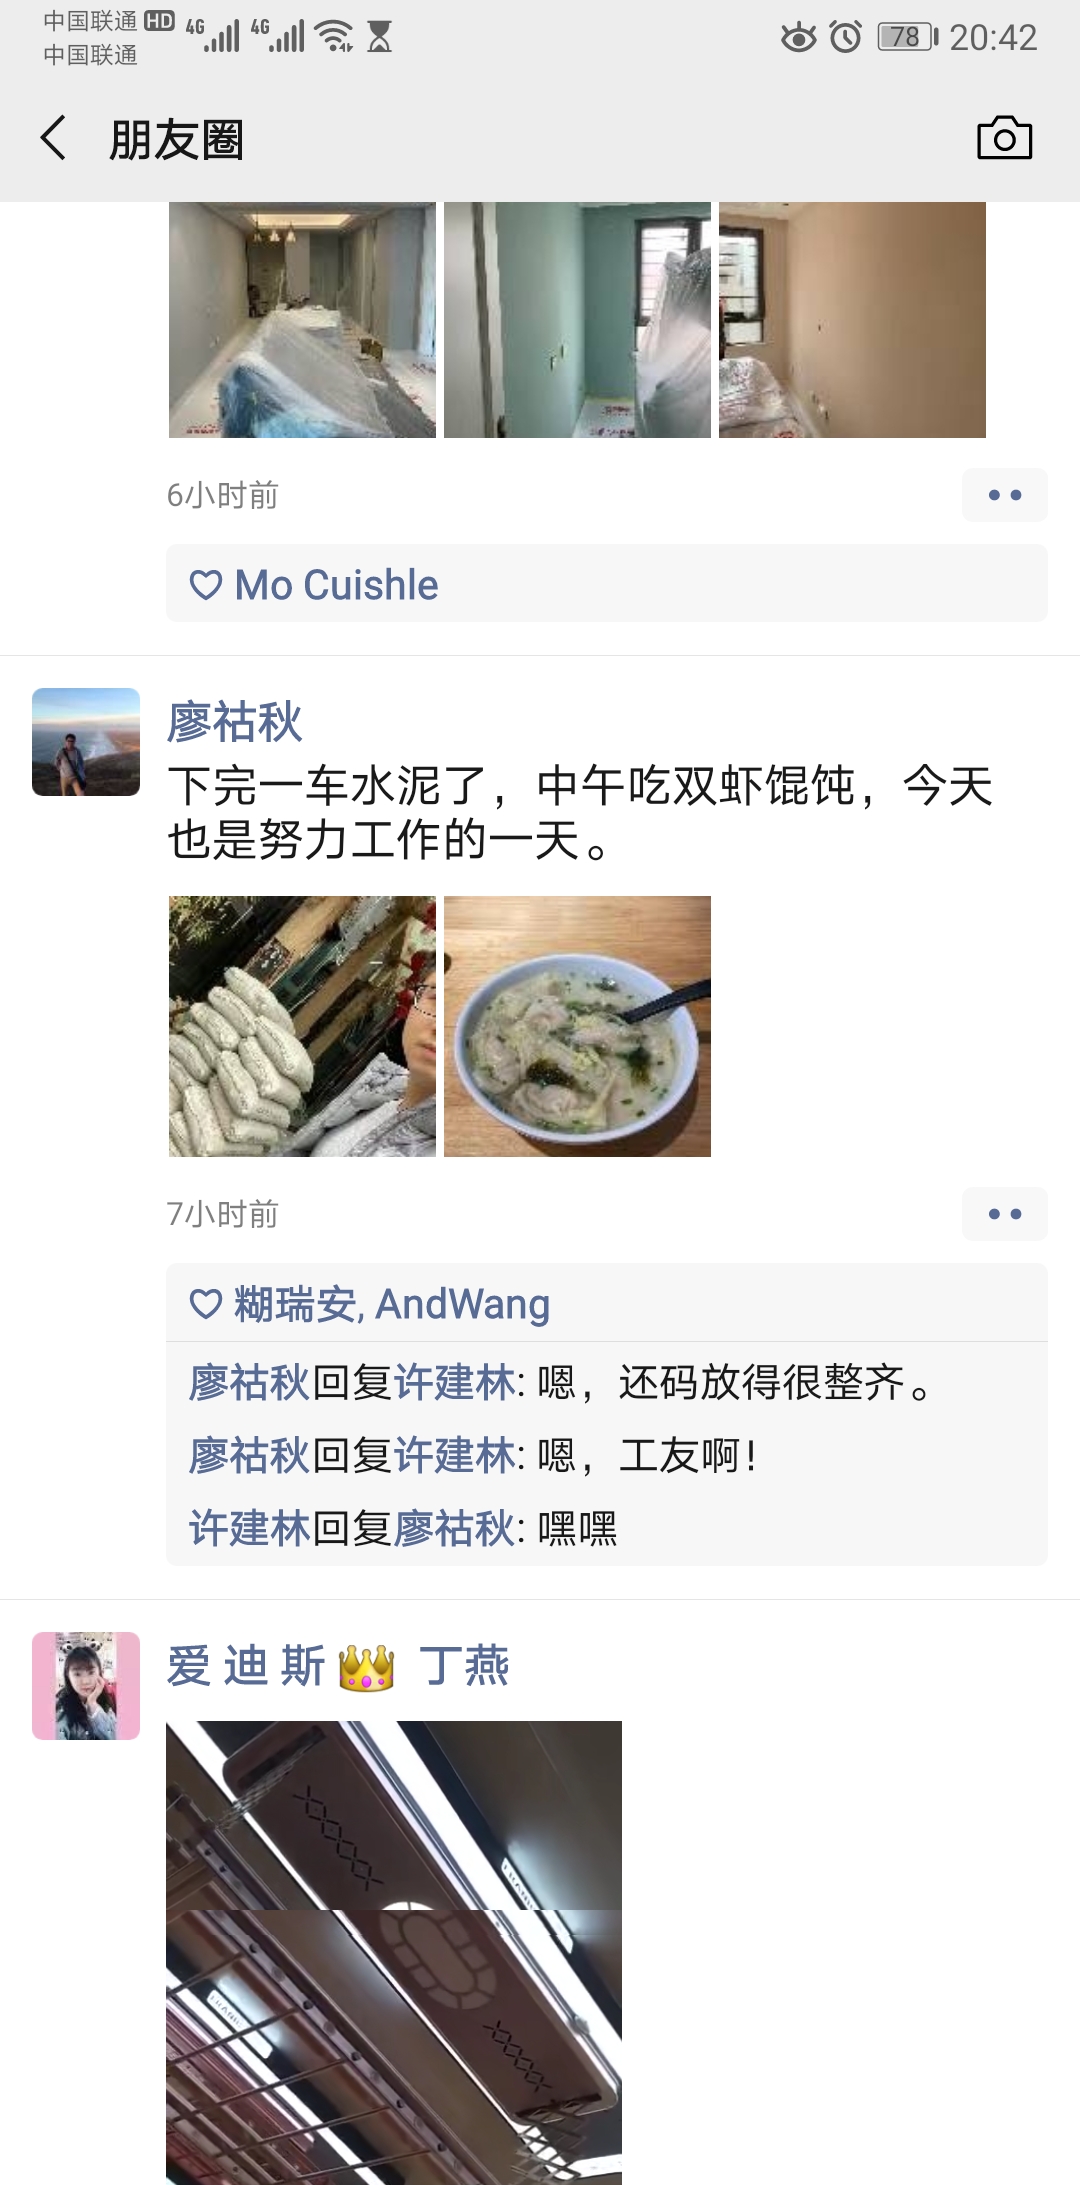 中国联通 HD 4G 4G 78 20:42
中国联通
朋友圈
6小时前
Mo Cuishle
廖祜秋
下完一车水泥了，中午吃双虾馄饨，今天
也是努力工作的一天。
7小时前
糊瑞安, AndWang
廖祜秋回复许建林: 嗯，还码放得很整齐。
廖祜秋回复许建林: 嗯，工友啊!
许建林回复廖祜秋: 嘿嘿
爱 迪 斯👑 丁燕